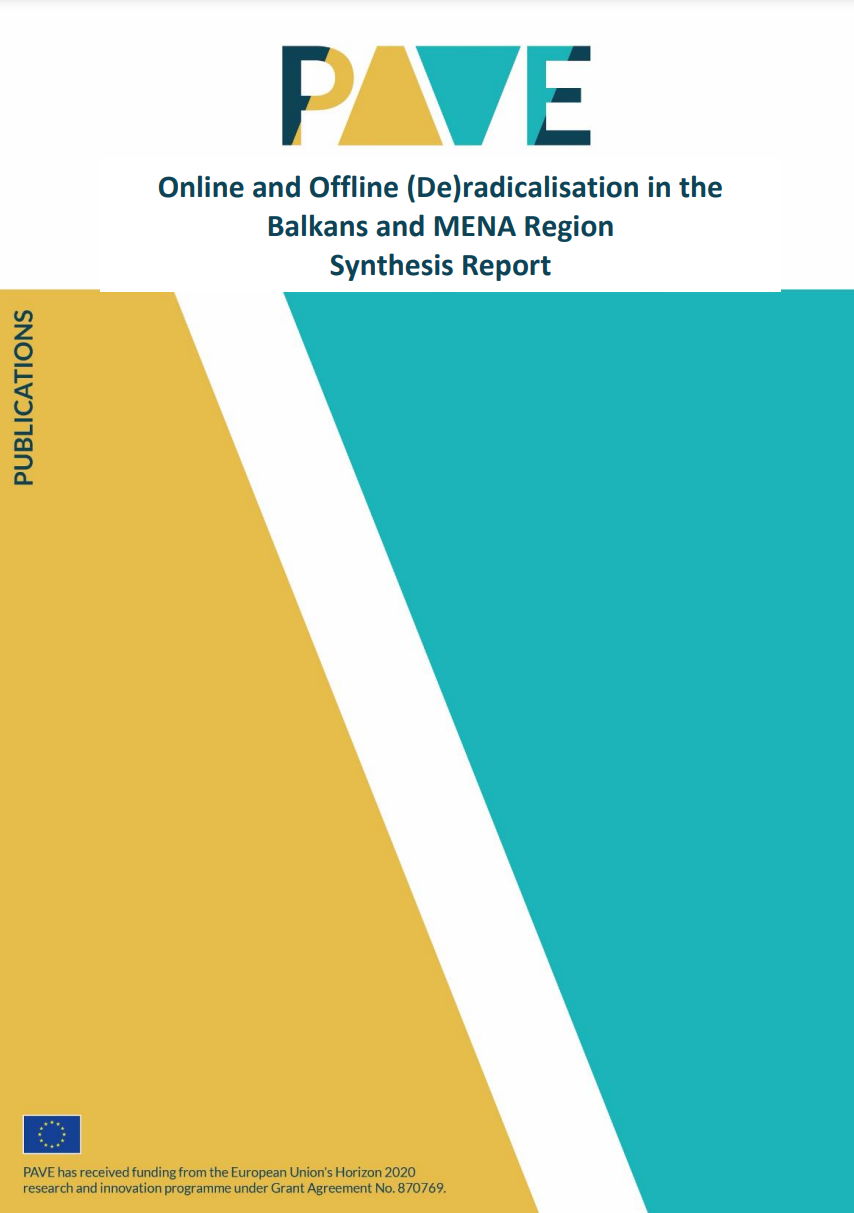 PAVE
Online and Offline (De)radicalisation in the
Balkans and MENA Region
Synthesis Report
PUBLICATIONS
PAVE has received funding from the European Union's Horizon 2020
research and innovation programme under Grant Agreement No. 870769.